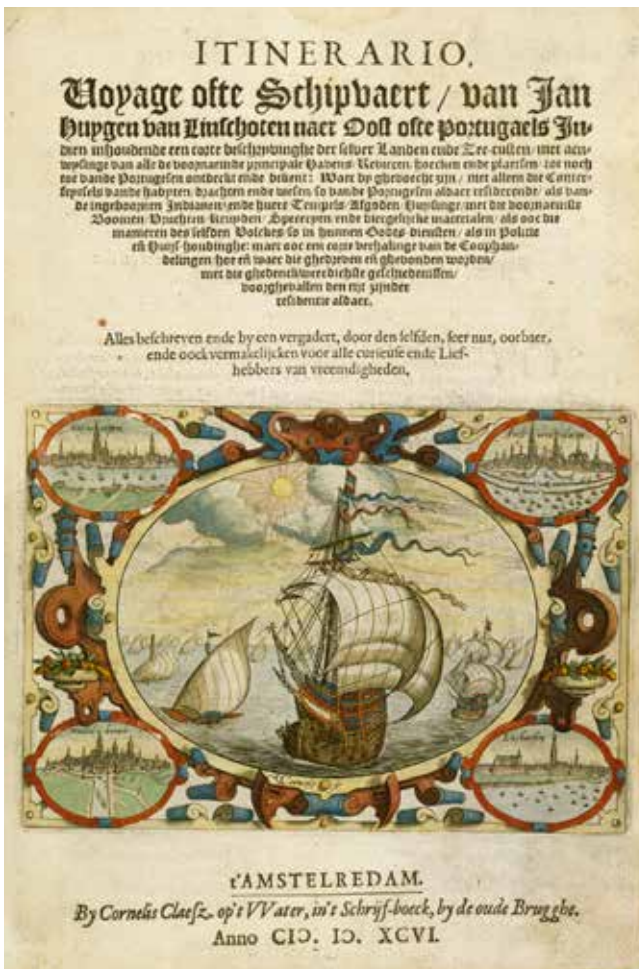 ITINERARIO,
Voyage ofte Schipvaert / van Jan
Huygen van Linschoten naer Oost ofte Portugaels In-
dien inhoudende een corte beschryvinghe der selver Landen ende Zee-custen / met aen-
wysinge van alle de voornaemde principale Havens / Revieren / hoecken ende plaetsen / tot noch
toe vande Portugesen ontdeckt ende bekent: Waer by ghevoecht zijn / niet alleen die Conter-
feytsels vande habyten / drachten ende wesen / so vande Portugesen aldaer residerende / als van-
de ingeboornen Indianen / ende huere Tempels / Afgoden / Huysinge / met die voornaemste
Boomen / Vruchten / Kruyden / Speceryen / ende diergelijcke materialen / als ooc die
manieren des selfden Volckes / so in hunnen Godts-diensten / als in Politie
eñ Huijs-houdinghe: maer ooc een corte verhalinge van de Coophan-
delingen / hoe eñ waer die ghedreven eñ ghevonden worden /
met die ghedenckweerdichste geschiedenissen /
voorghevallen den tijt zijnder
residentie aldaer.
Alles beschreven ende by een vergadert, door den selfden, seer nut, oorbaer,
ende oock vermakelijcken voor alle curieuse ende Lief-
hebbers van vreemdigheden.
t'AMSTELREDAM.
By Cornelis Claesz. op't VVater, in't Schrijf-boeck, by de oude Brugghe.
Anno CIↃ. IↃ. XCVI.